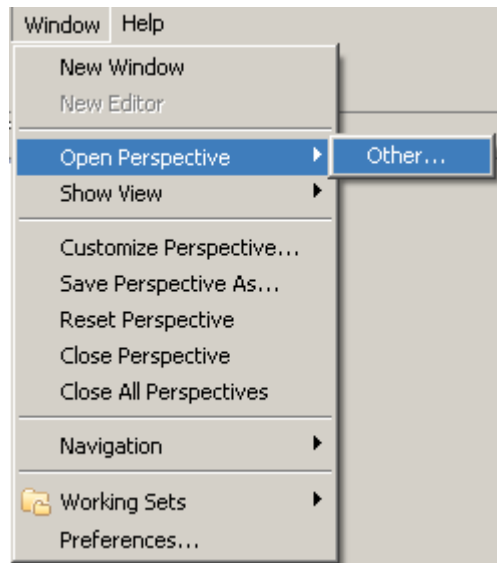 Window Help
New Window
New Editor
Open Perspective Other...
Show View
Customize Perspective...
Save Perspective As...
Reset Perspective
Close Perspective
Close All Perspectives
Navigation
Working Sets
Preferences...